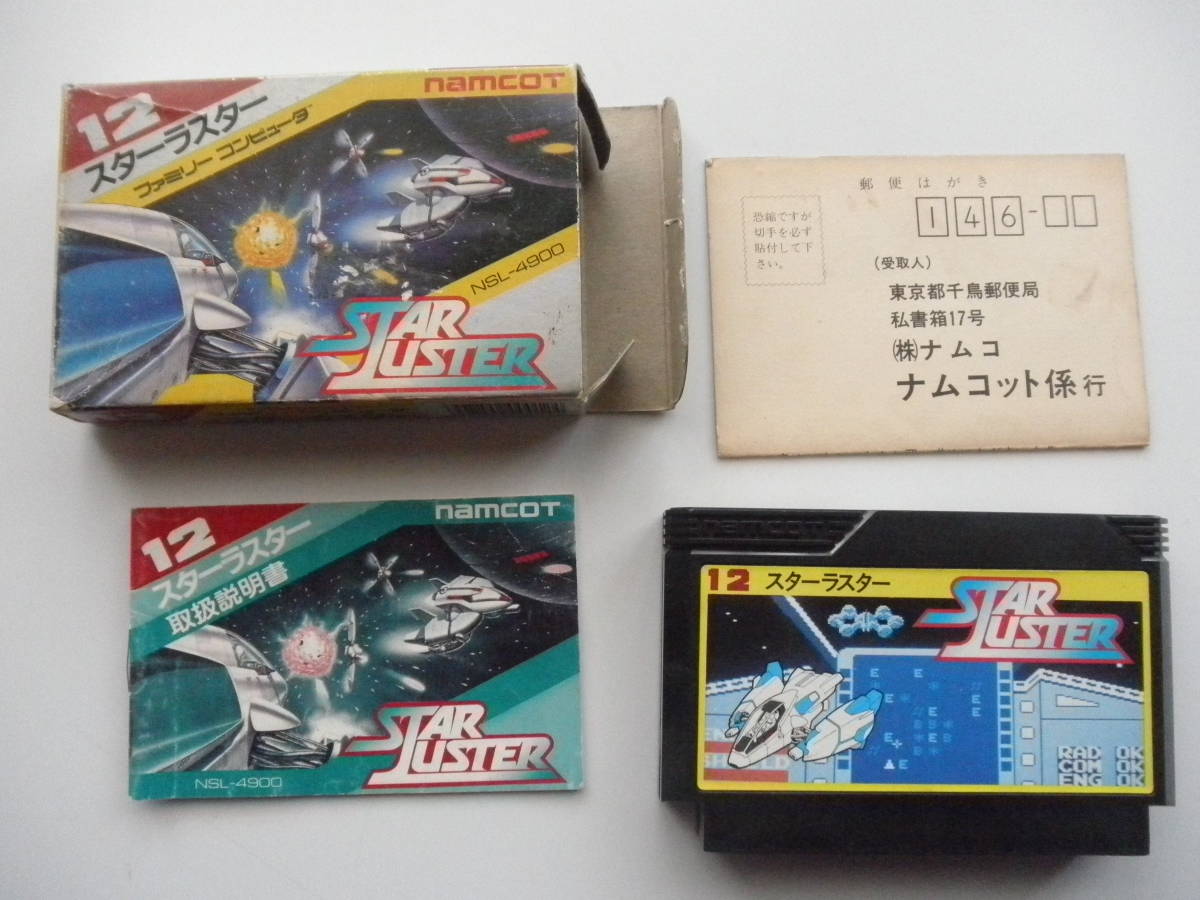 12
スターラスター
ファミリー コンピュータ
namcoT
NSL-4900
STAR
LUSTER
郵便はがき
恐縮ですが
切手を必ず
貼付して下
さい。
146-
(受取人)
東京都千鳥郵便局
私書箱17号
(株)ナムコ
ナムコット係 行
12
スターラスター
取扱説明書
namcoT
NSL-4900
STAR
LUSTER
namcoT
12 スターラスター
STAR
LUSTER
E E
E E
B
E B B
B
E
RAD OK
COM OK
ENG OK